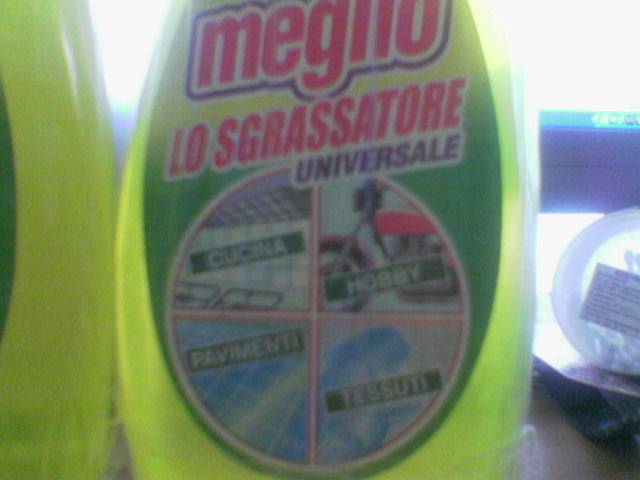 meglio
LO SGRASSATORE
UNIVERSALE
CUCINA
HOBBY
PAVIMENTI
TESSUTI